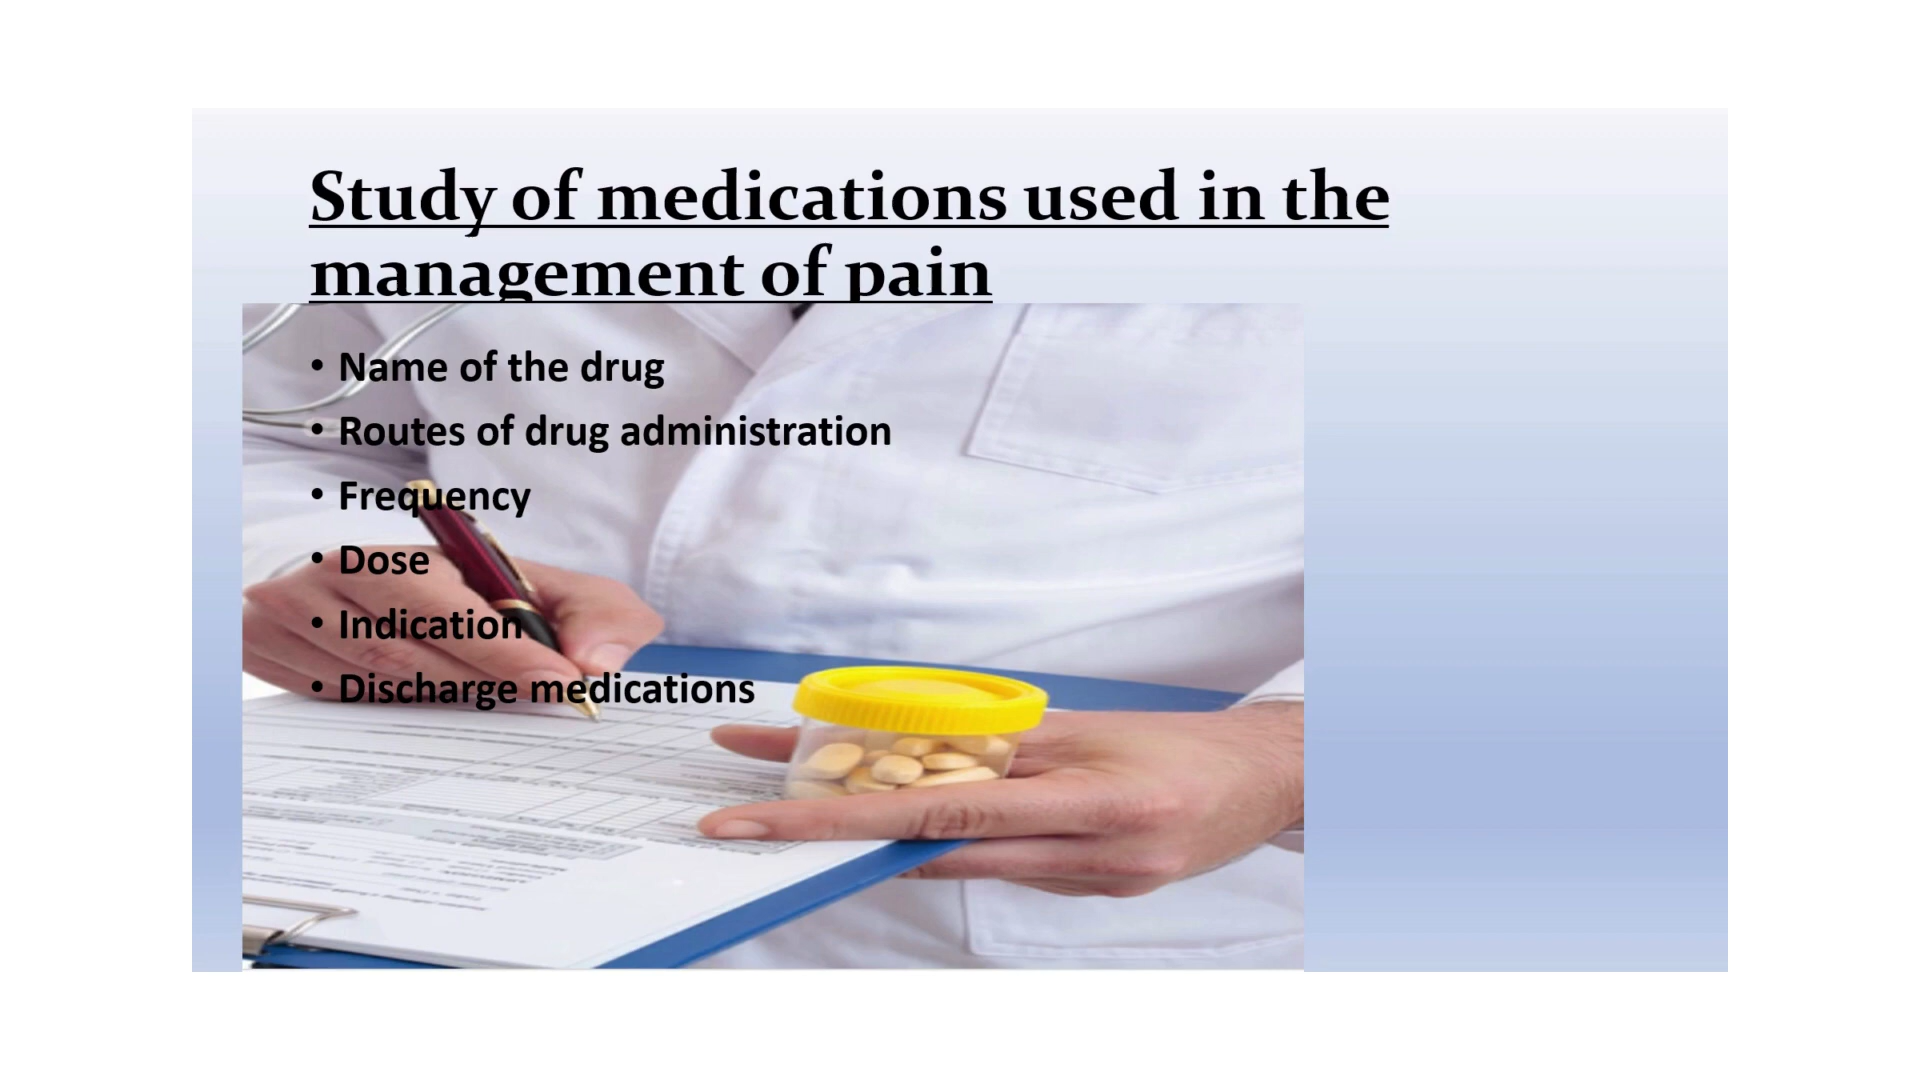 Study of medications used in the
management of pain
• Name of the drug
• Routes of drug administration
• Frequency
• Dose
• Indication
• Discharge medications